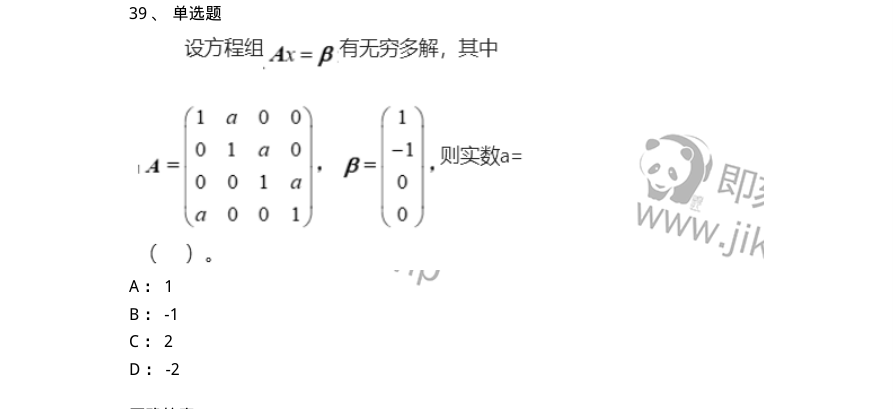 39 、 单选题
设方程组 Ax = β 有无穷多解，其中
A = (1 a 0 0
0 1 a 0
0 0 1 a
a 0 0 1)， β = (1
-1
0
0)，则实数a=
（ ）。
A： 1
B： -1
C： 2
D： -2
www.jik